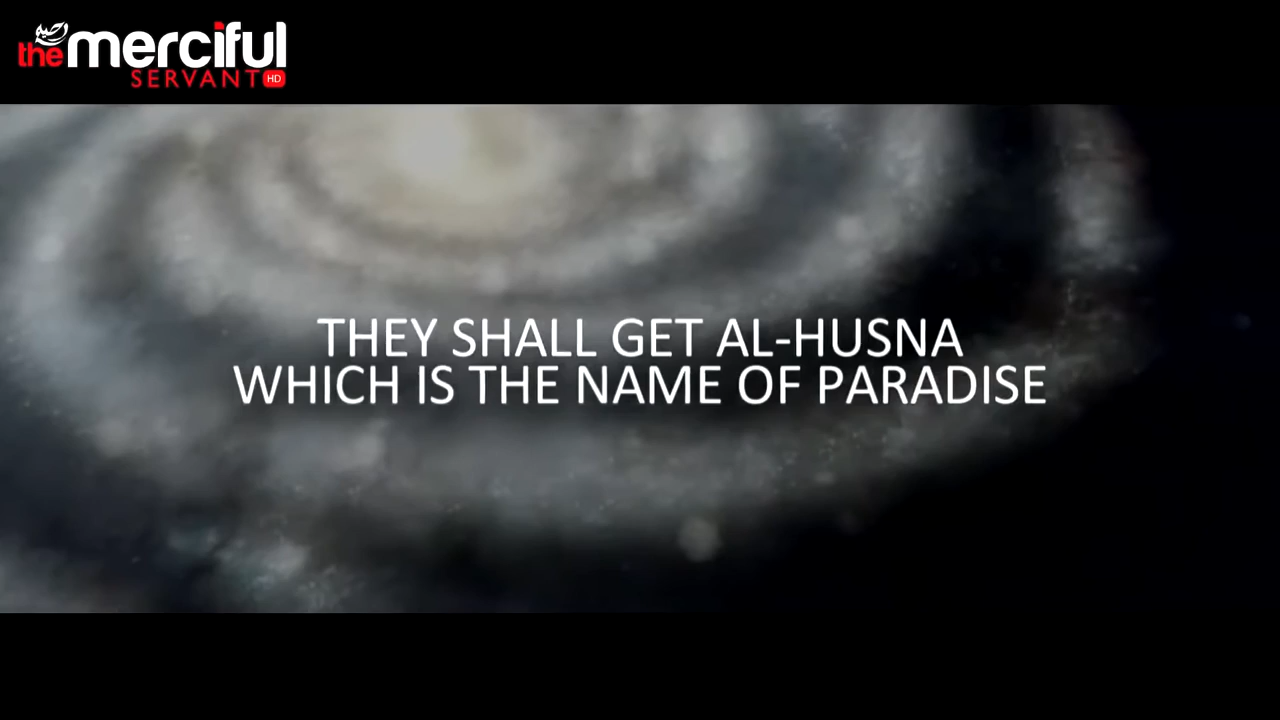 the merciful
SERVANT HD
THEY SHALL GET AL-HUSNA
WHICH IS THE NAME OF PARADISE